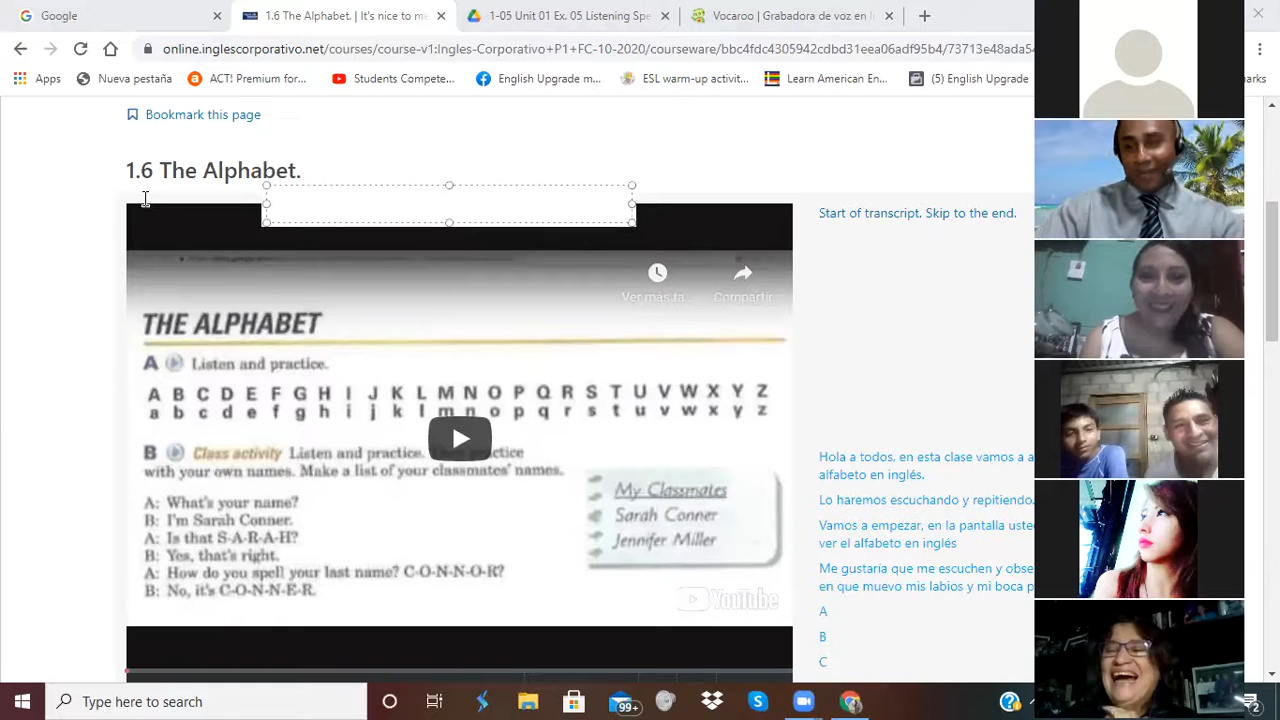 Google
1.6 The Alphabet. | It's nice to me
1-05 Unit 01 Ex. 05 Listening Spe
Vocaroo | Grabadora de voz en lí
online.inglescorporativo.net/courses/course-v1:Ingles-Corporativo+P1+FC-10-2020/courseware/bbc4fdc4305942cdbd31eea06adf95b4/73713e48ada54
Apps
Nueva pestaña
ACT! Premium for...
Students Compete...
English Upgrade m...
ESL warm-up activit...
Learn American En...
(5) English Upgrade
marks
Bookmark this page
1.6 The Alphabet.
Start of transcript. Skip to the end.
Ver más ta...
Compartir
THE ALPHABET
A Listen and practice.
A B C D E F G H I J K L M N O P Q R S T U V W X Y Z
a b c d e f g h i j k l m n o p q r s t u v w x y z
B Class activity Listen and practice. practice
with your own names. Make a list of your classmates' names.
A: What's your name?
B: I'm Sarah Conner.
A: Is that S-A-R-A-H?
B: Yes, that's right.
A: How do you spell your last name? C-O-N-N-O-R?
B: No, it's C-O-N-N-E-R.
My Classmates
Sarah Conner
Jennifer Miller
YouTube
Hola a todos, en esta clase vamos a a
alfabeto en inglés.
Lo haremos escuchando y repitiendo.
Vamos a empezar, en la pantalla uste
ver el alfabeto en inglés
Me gustaría que me escuchen y obse
en que muevo mis labios y mi boca p
A
B
C
Type here to search
99+
2